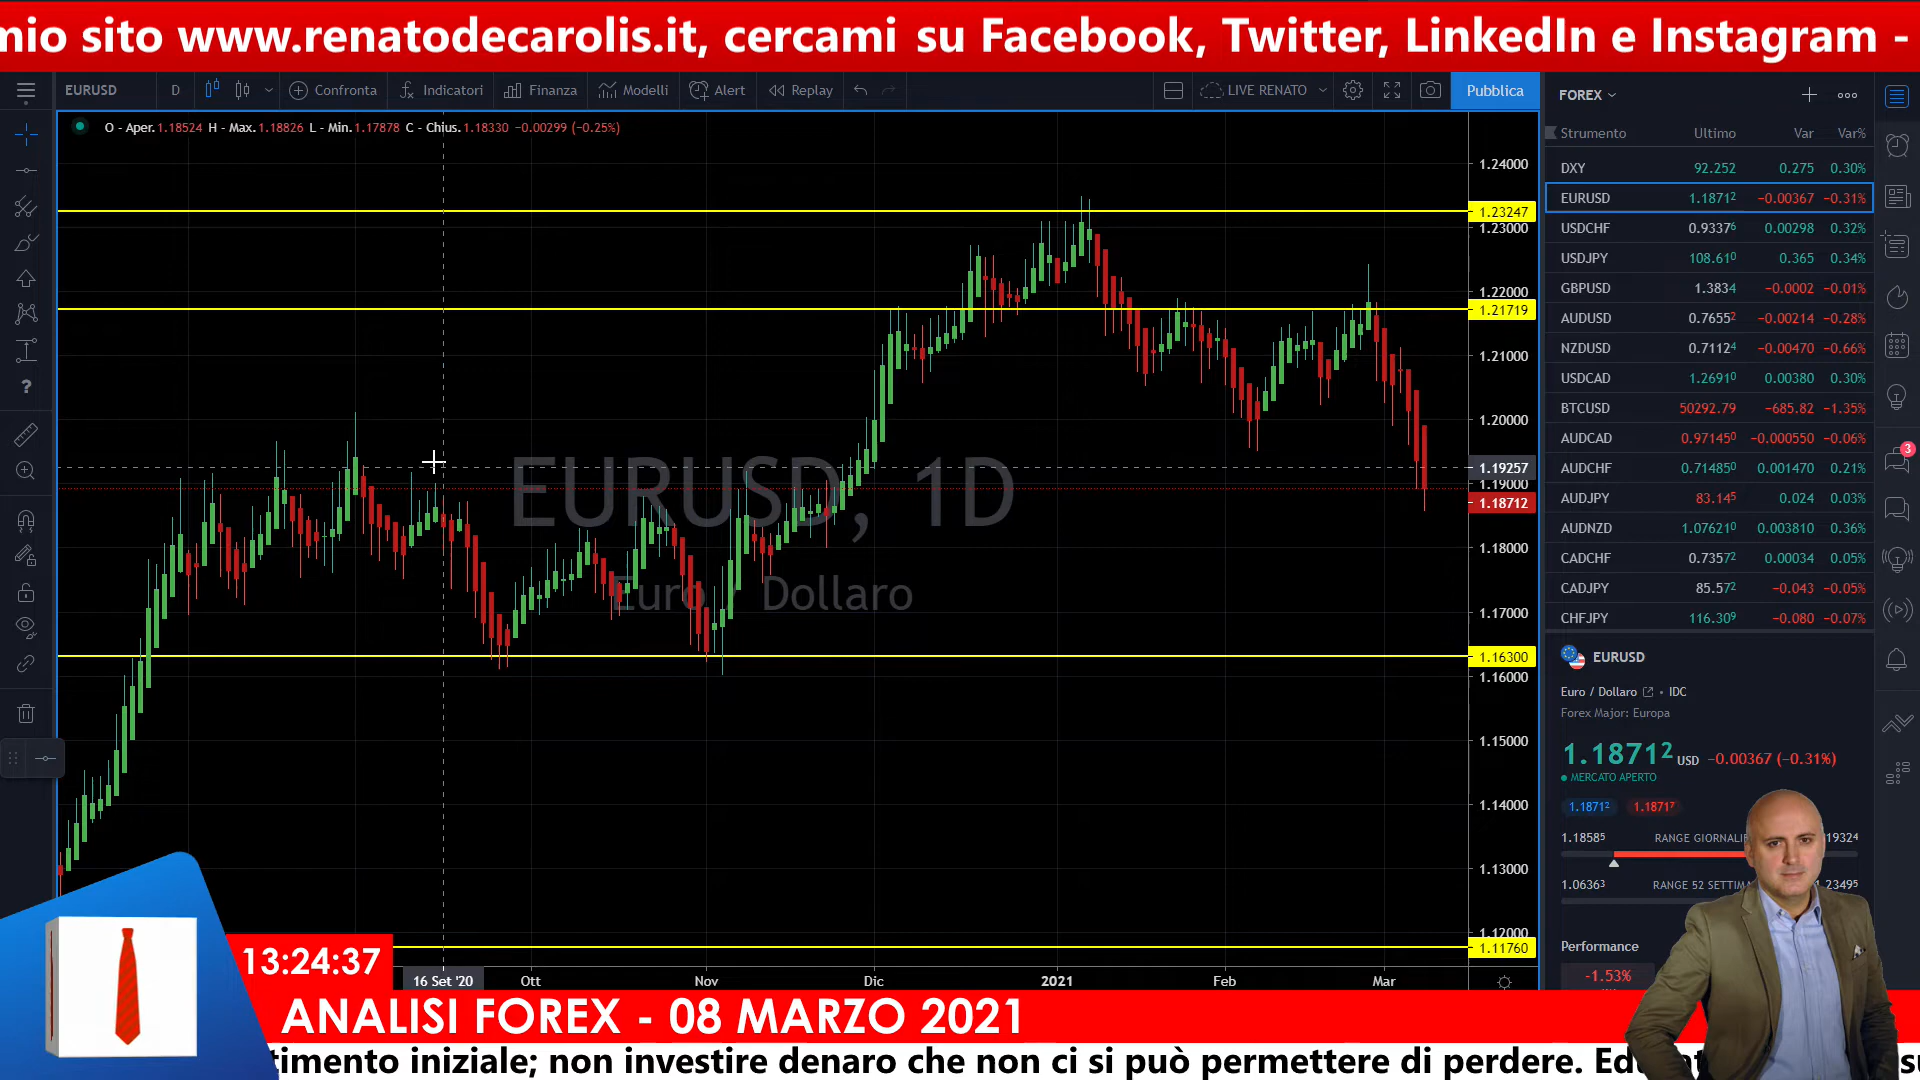 mio sito www.renatodecarolis.it, cercami su Facebook, Twitter, LinkedIn e Instagram -
EURUSD D Confronta Indicatori Finanza Modelli Alert Replay LIVE RENATO Pubblica
O - Aper.1.18524 H - Max.1.18826 L - Min.1.17878 C - Chius.1.18330 −0.00299 (−0.25%)
EURUSD, 1D
Euro / Dollaro
1.24000
1.23247
1.23000
1.22000
1.21719
1.21000
1.20000
1.19257
1.19000
1.18712
1.18000
1.17000
1.16300
1.16000
1.15000
1.14000
1.13000
1.12000
1.11760
16 Set '20 Ott Nov Dic 2021 Feb Mar
FOREX
Strumento Ultimo Var Var%
DXY 92.252 0.275 0.30%
EURUSD 1.18712 −0.00367 −0.31%
USDCHF 0.93376 0.00298 0.32%
USDJPY 108.610 0.365 0.34%
GBPUSD 1.3834 −0.0002 −0.01%
AUDUSD 0.76552 −0.00214 −0.28%
NZDUSD 0.71124 −0.00470 −0.66%
USDCAD 1.26910 0.00380 0.30%
BTCUSD 50292.79 −685.82 −1.35%
AUDCAD 0.971450 −0.000550 −0.06%
AUDCHF 0.714850 0.001470 0.21%
AUDJPY 83.145 0.024 0.03%
AUDNZD 1.076210 0.003810 0.36%
CADCHF 0.73572 0.00034 0.05%
CADJPY 85.572 −0.043 −0.05%
CHFJPY 116.309 −0.080 −0.07%
3
EURUSD
Euro / Dollaro • IDC
Forex Major: Europa
1.18712 USD −0.00367 (−0.31%)
MERCATO APERTO
1.18712 1.18717
1.18585 RANGE GIORNALI 19324
1.06363 RANGE 52 SETTIM 1.23495
Performance
-1.53%
13:24:37
ANALISI FOREX - 08 MARZO 2021
timento iniziale; non investire denaro che non ci si può permettere di perdere.